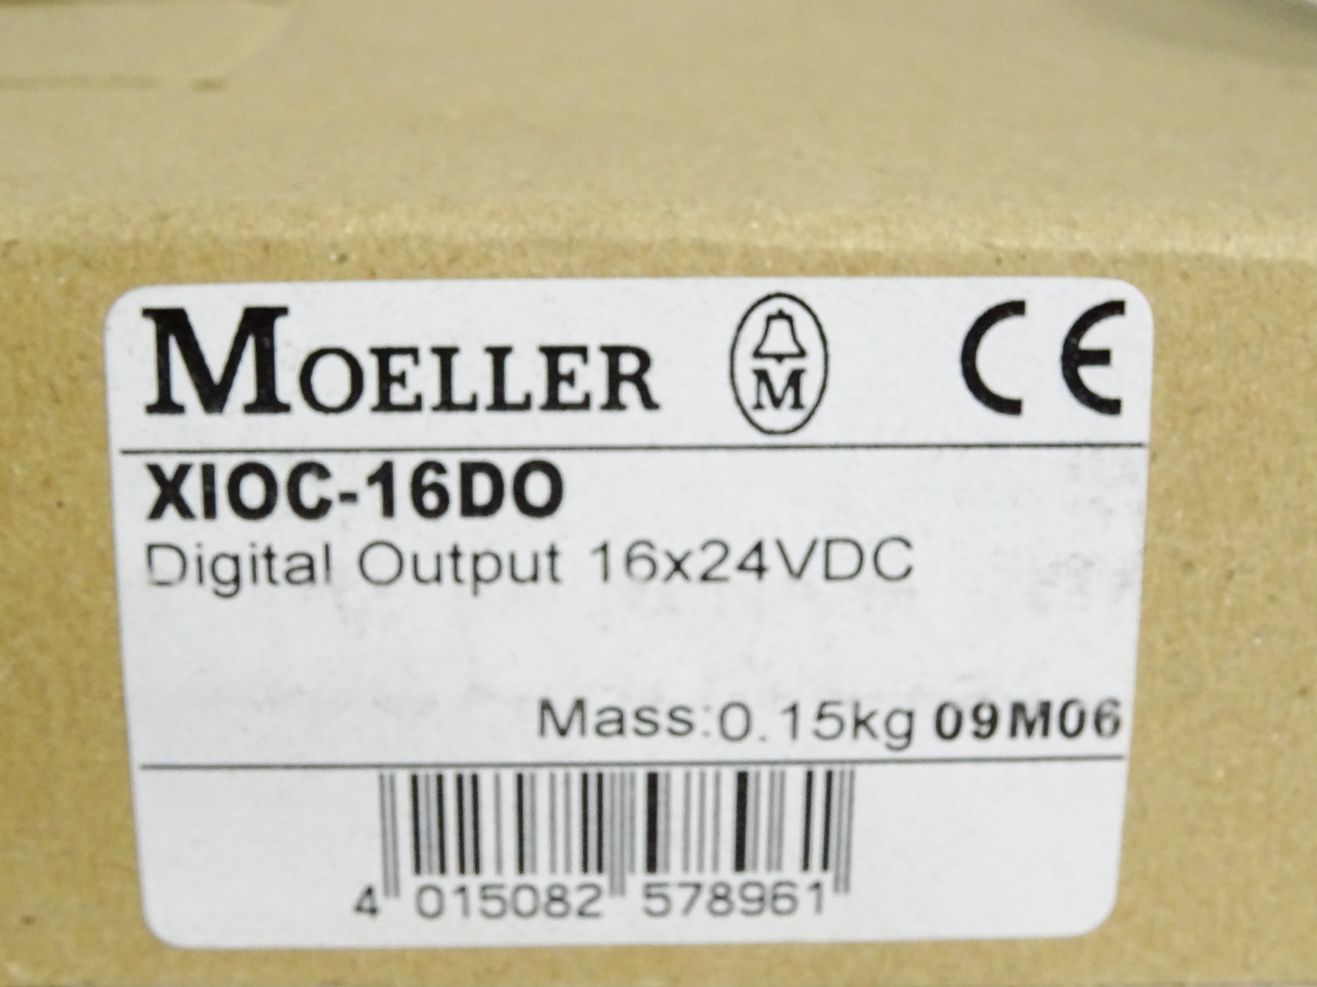 MOELLER M CE
XIOC-16DO
Digital Output 16x24VDC
Mass:0.15kg 09M06
4 015082 578961